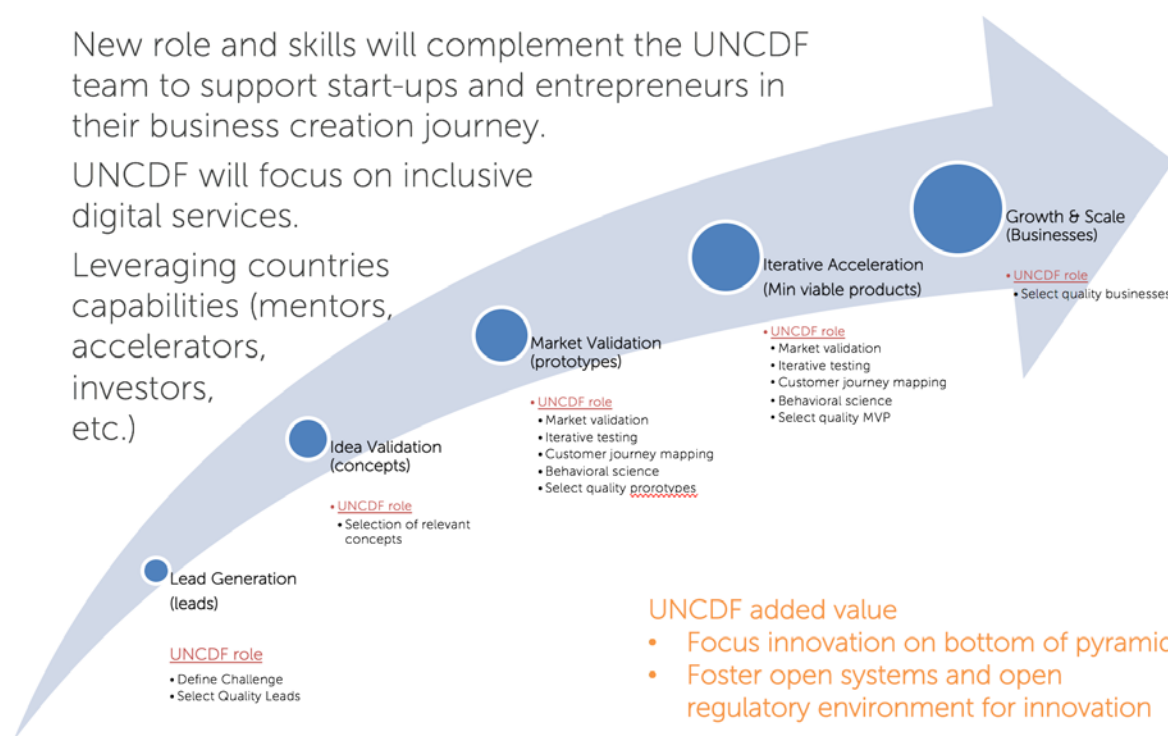 New role and skills will complement the UNCDF
team to support start-ups and entrepreneurs in
their business creation journey.
UNCDF will focus on inclusive
digital services.
Leveraging countries
capabilities (mentors,
accelerators,
investors,
etc.)
Growth & Scale
(Businesses)
• UNCDF role
• Select quality businesses
Iterative Acceleration
(Min viable products)
• UNCDF role
• Market validation
• Iterative testing
• Customer journey mapping
• Behavioral science
• Select quality MVP
Market Validation
(prototypes)
• UNCDF role
• Market validation
• Iterative testing
• Customer journey mapping
• Behavioral science
• Select quality prorotypes
Idea Validation
(concepts)
• UNCDF role
• Selection of relevant
concepts
Lead Generation
(leads)
UNCDF role
• Define Challenge
• Select Quality Leads
UNCDF added value
• Focus innovation on bottom of pyramid
• Foster open systems and open
regulatory environment for innovation